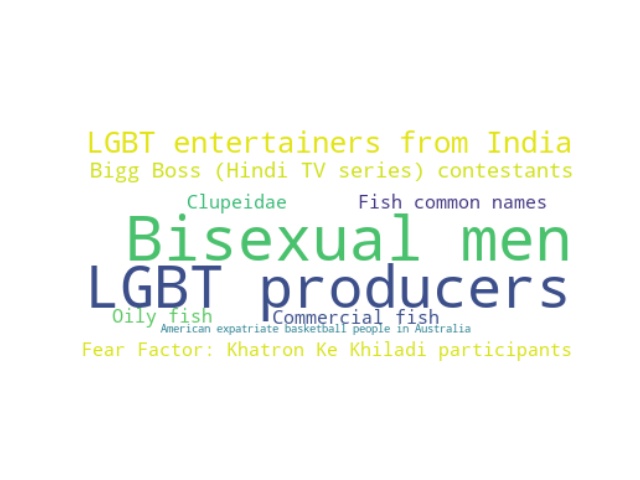 LGBT entertainers from India
Bigg Boss (Hindi TV series) contestants
Clupeidae
Fish common names
Bisexual men
LGBT producers
Oily fish
Commercial fish
American expatriate basketball people in Australia
Fear Factor: Khatron Ke Khiladi participants